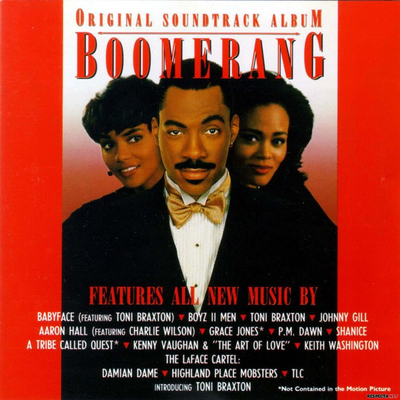 ORIGINAL SOUNDTRACK ALBUM
BOOMERANG
FEATURES ALL NEW MUSIC BY
BABYFACE (FEATURING TONI BRAXTON) ▼ BOYZ II MEN ▼ TONI BRAXTON ▼ JOHNNY GILL
AARON HALL (FEATURING CHARLIE WILSON) ▼ GRACE JONES* ▼ P.M. DAWN ▼ SHANICE
A TRIBE CALLED QUEST* ▼ KENNY VAUGHAN & "THE ART OF LOVE" ▼ KEITH WASHINGTON
THE LAFACE CARTEL:
DAMIAN DAME ▼ HIGHLAND PLACE MOBSTERS ▼ TLC
INTRODUCING TONI BRAXTON
*Not Contained in the Motion Picture